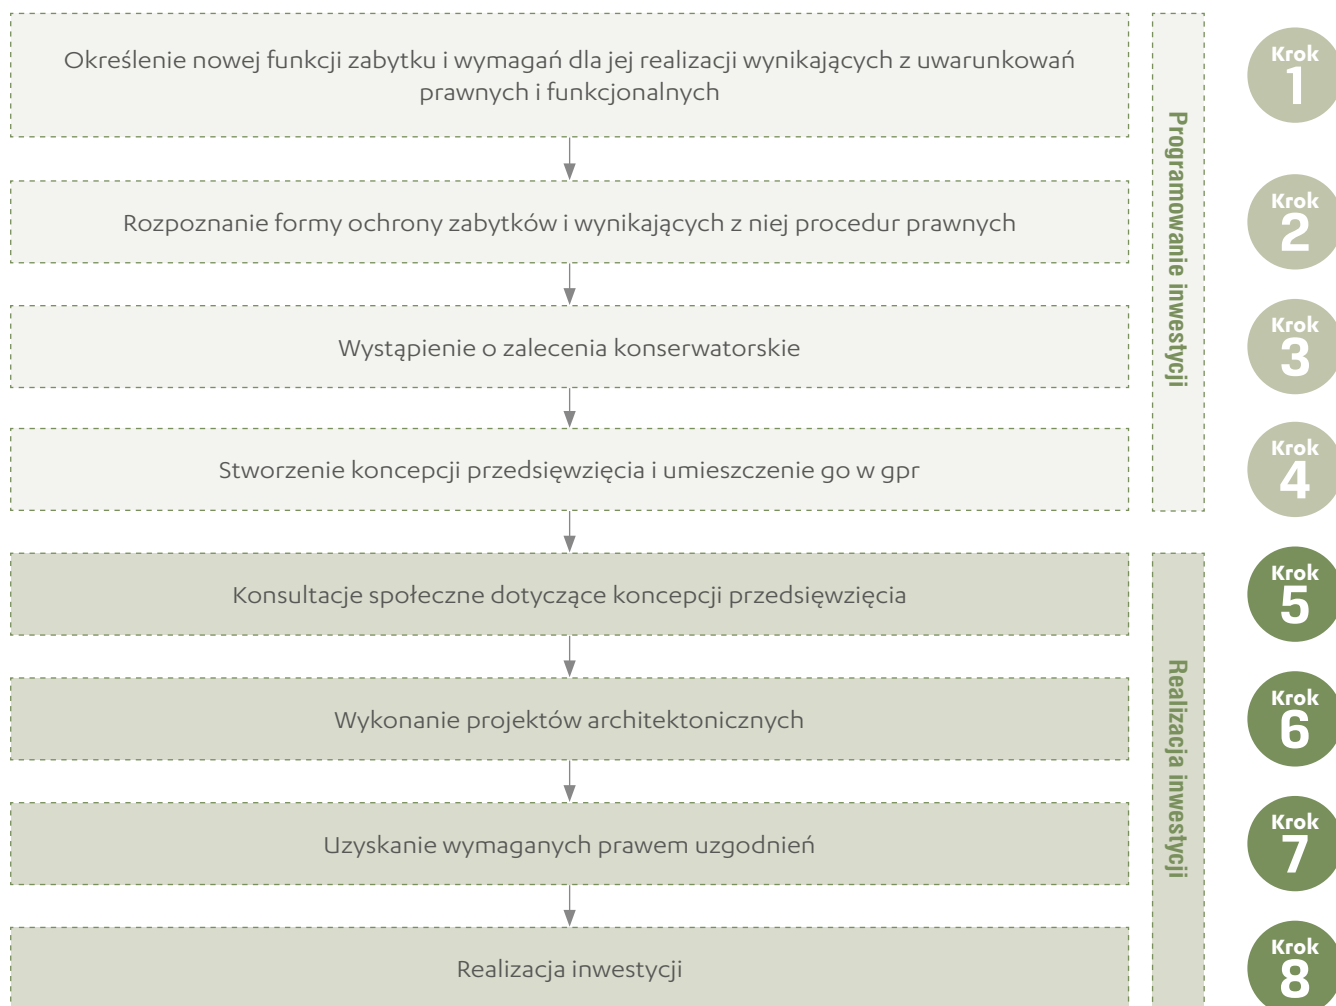 Określenie nowej funkcji zabytku i wymagań dla jej realizacji wynikających z uwarunkowań
prawnych i funkcjonalnych
Krok
1
Rozpoznanie formy ochrony zabytków i wynikających z niej procedur prawnych
Krok
2
Wystąpienie o zalecenia konserwatorskie
Krok
3
Stworzenie koncepcji przedsięwzięcia i umieszczenie go w gpr
Krok
4
Programowanie inwestycji
Konsultacje społeczne dotyczące koncepcji przedsięwzięcia
Krok
5
Wykonanie projektów architektonicznych
Krok
6
Uzyskanie wymaganych prawem uzgodnień
Krok
7
Realizacja inwestycji
Krok
8
Realizacja inwestycji